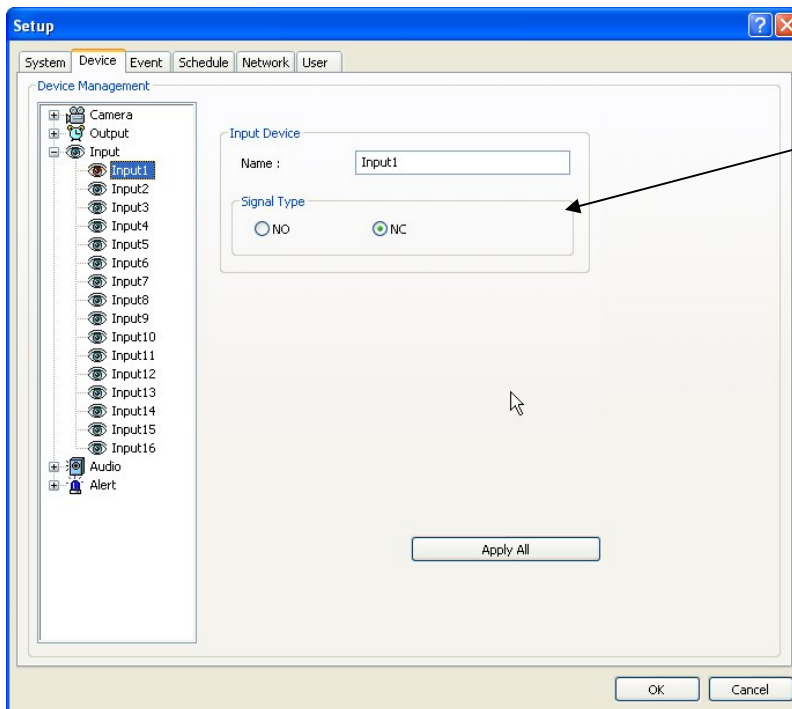 Setup
System Device Event Schedule Network User
Device Management
Camera
Output
Input
Input1
Input2
Input3
Input4
Input5
Input6
Input7
Input8
Input9
Input10
Input11
Input12
Input13
Input14
Input15
Input16
Audio
Alert
Input Device
Name : Input1
Signal Type
NO NC
Apply All
OK Cancel